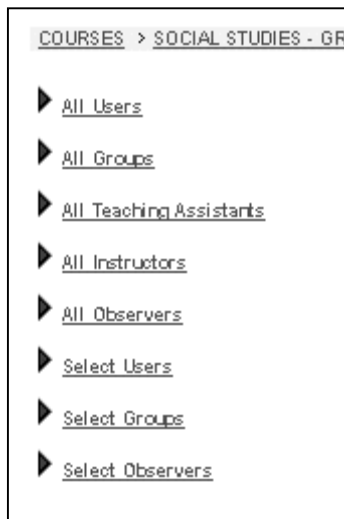 COURSES > SOCIAL STUDIES - GR
All Users
All Groups
All Teaching Assistants
All Instructors
All Observers
Select Users
Select Groups
Select Observers